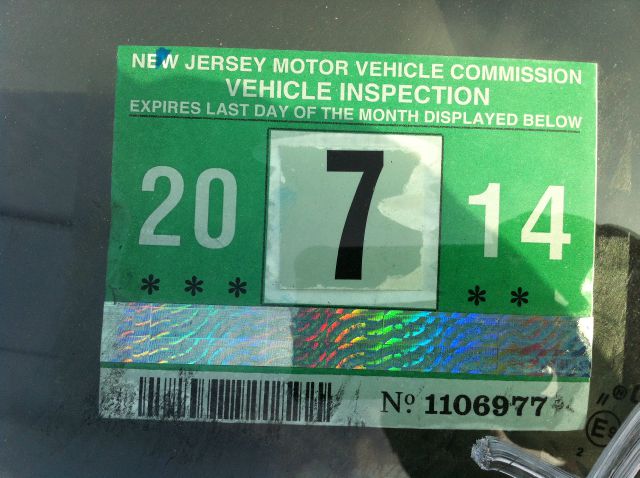 NEW JERSEY MOTOR VEHICLE COMMISSION
VEHICLE INSPECTION
EXPIRES LAST DAY OF THE MONTH DISPLAYED BELOW
20 7 14
*** **
Nº 1106977